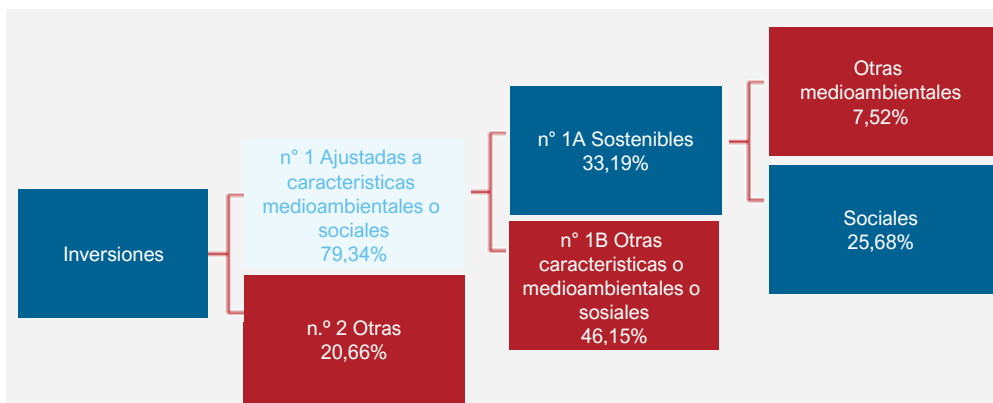 Inversiones
n° 1 Ajustadas a
caracteristicas
medioambientales o
sociales
79,34%
n.º 2 Otras
20,66%
n° 1A Sostenibles
33,19%
n° 1B Otras
caracteristicas o
medioambientales o
sosiales
46,15%
Otras
medioambientales
7,52%
Sociales
25,68%